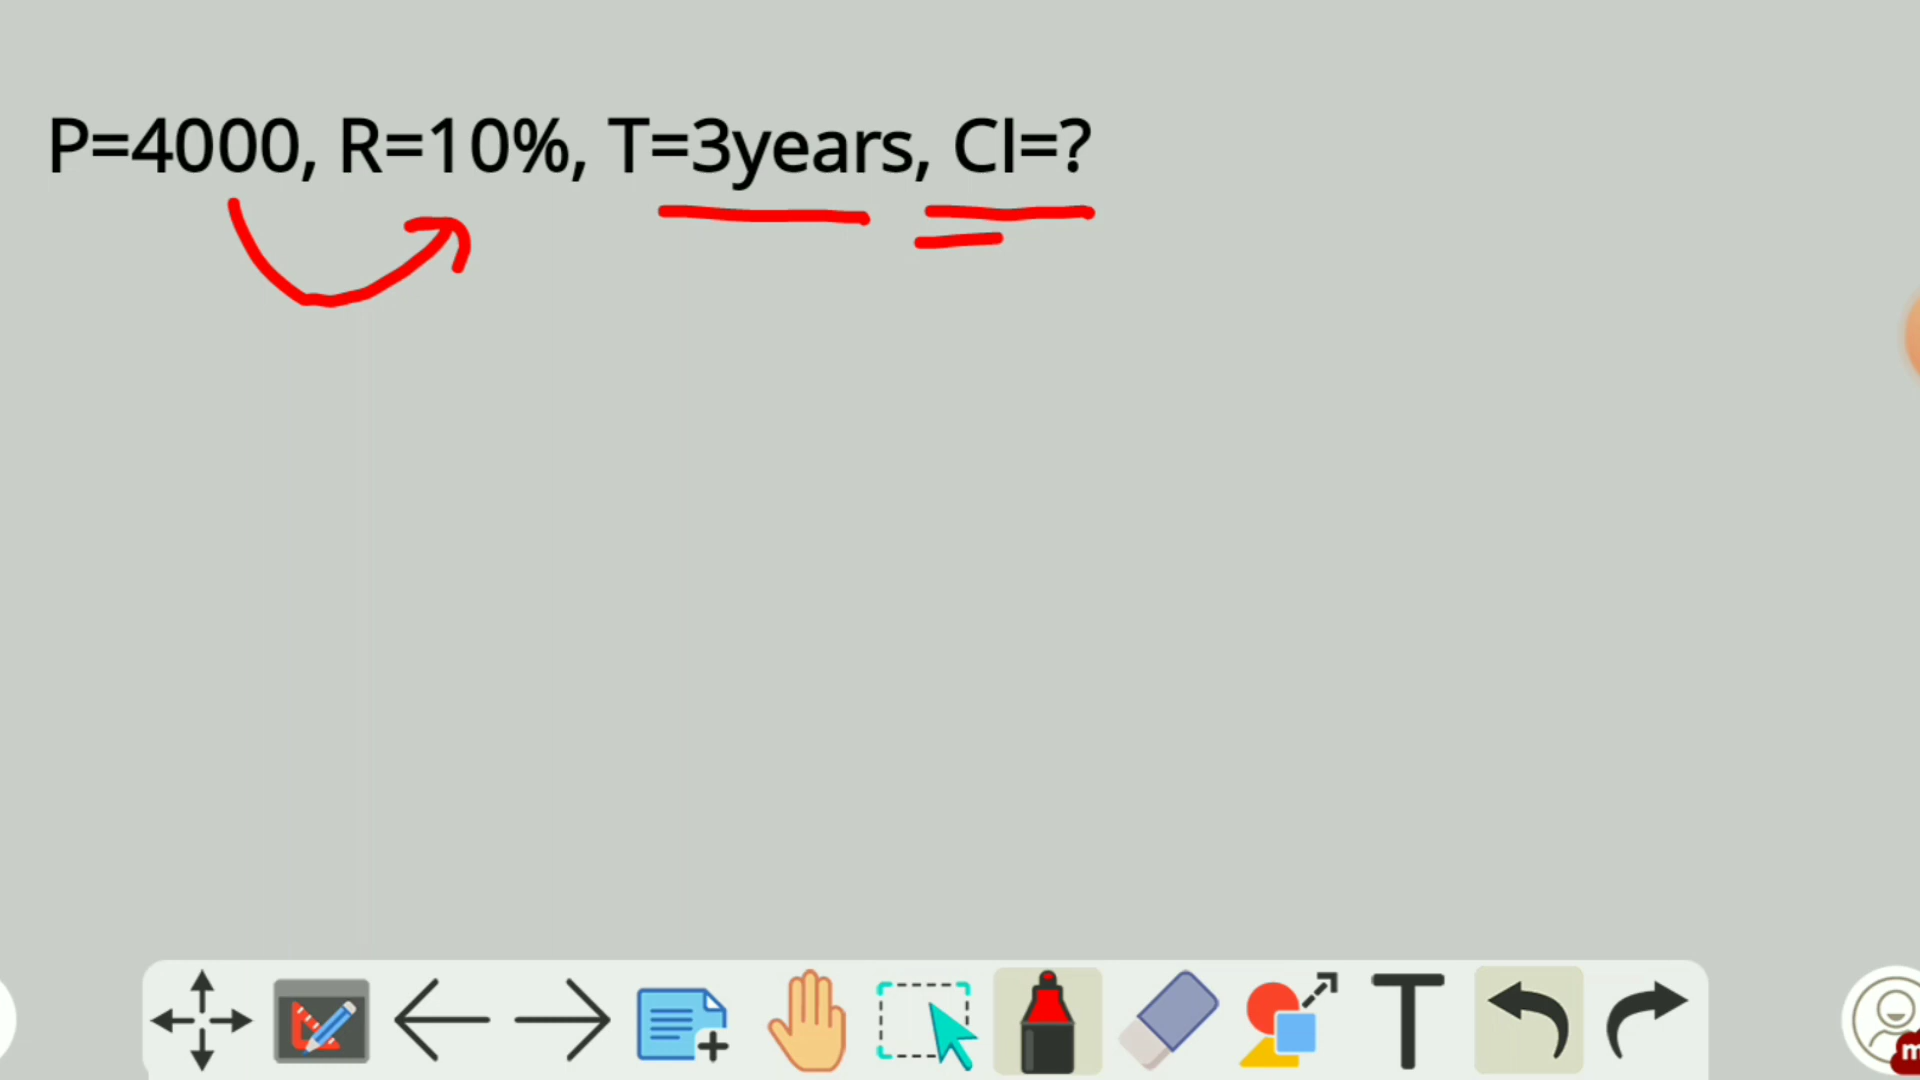 P=4000, R=10%, T=3years, CI=?
T
m